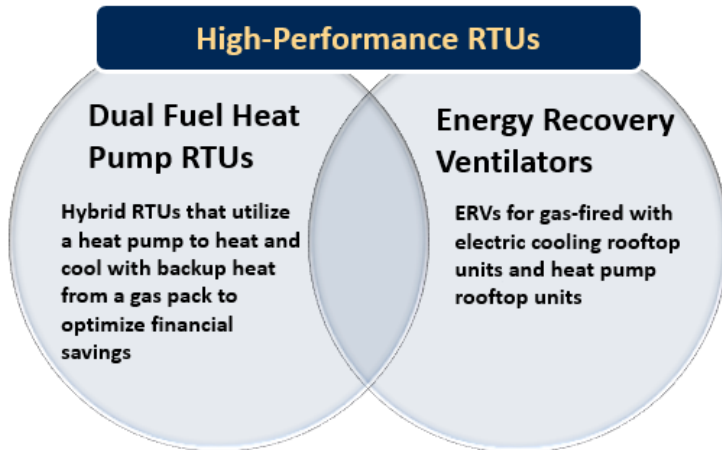 High-Performance RTUs
Dual Fuel Heat
Pump RTUs
Hybrid RTUs that utilize
a heat pump to heat and
cool with backup heat
from a gas pack to
optimize financial
savings
Energy Recovery
Ventilators
ERVs for gas-fired with
electric cooling rooftop
units and heat pump
rooftop units